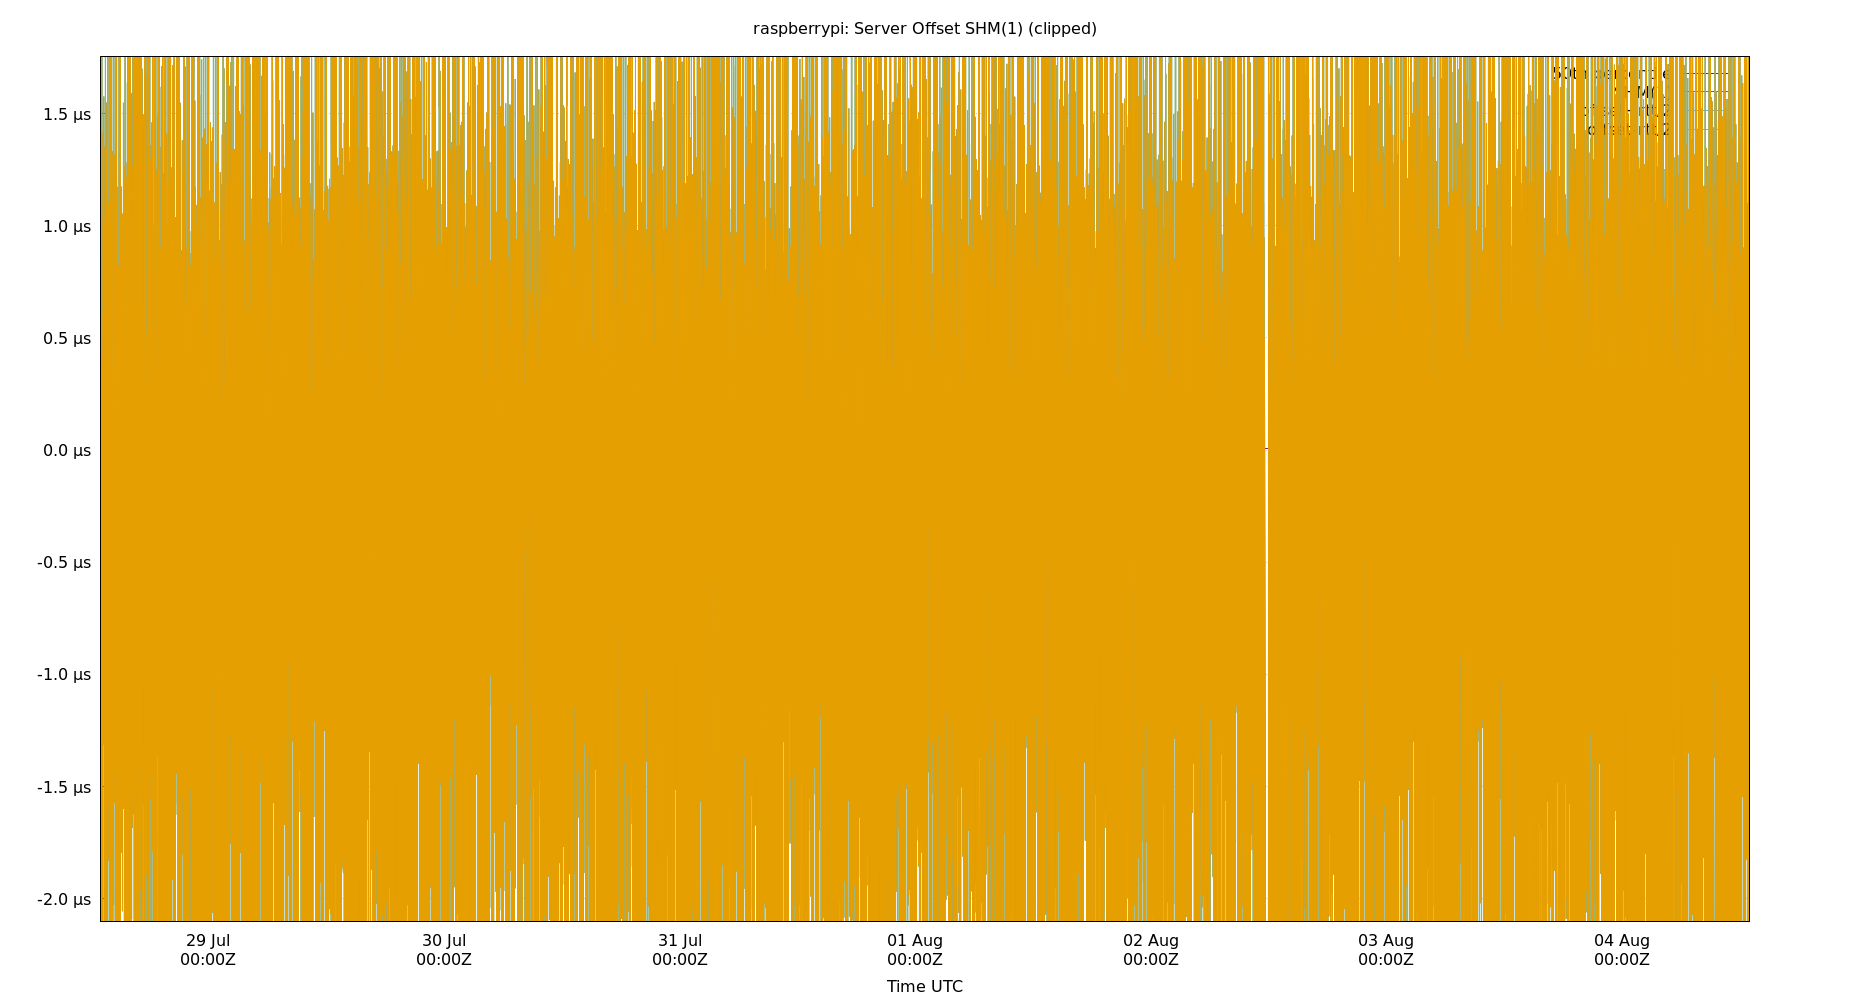 raspberrypi: Server Offset SHM(1) (clipped)
1.5 µs
1.0 µs
0.5 µs
0.0 µs
-0.5 µs
-1.0 µs
-1.5 µs
-2.0 µs
29 Jul 30 Jul 31 Jul 01 Aug 02 Aug 03 Aug 04 Aug
00:00Z 00:00Z 00:00Z 00:00Z 00:00Z 00:00Z 00:00Z
Time UTC